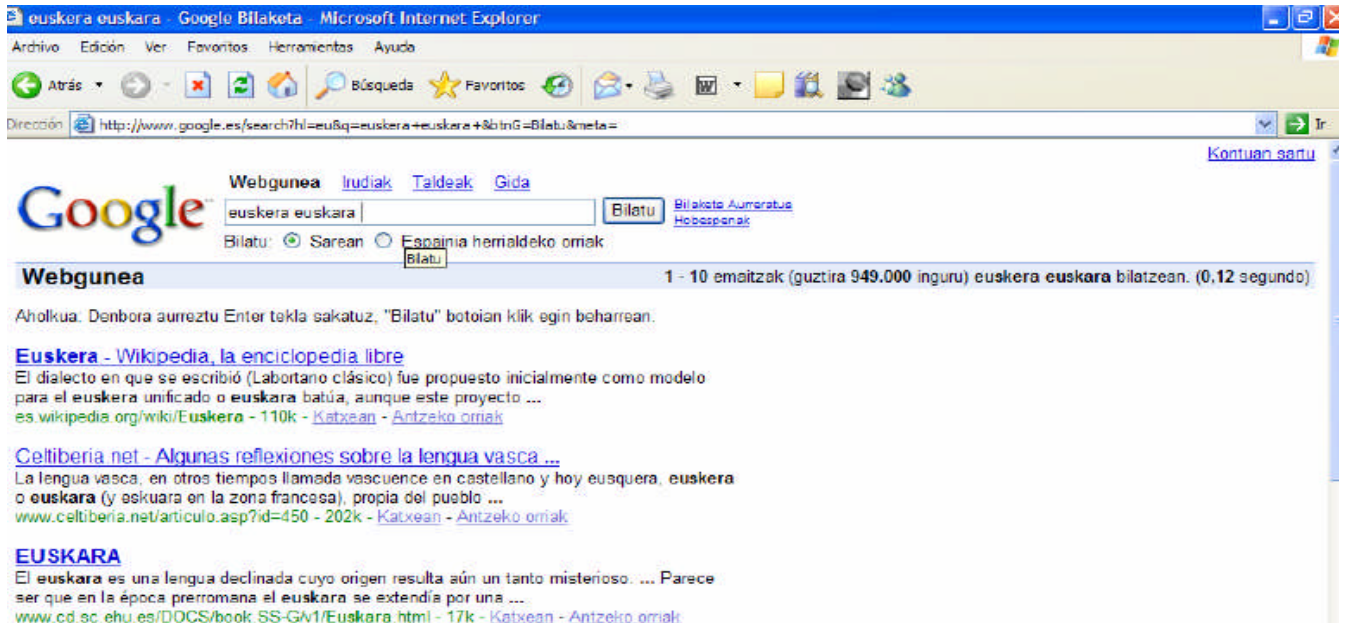 euskera euskara - Google Bilaketa - Microsoft Internet Explorer
Archivo Edición Ver Favoritos Herramientas Ayuda
Atrás Búsqueda Favoritos
Dirección http://www.google.es/search?hl=eu&q=euskera+euskara+&btnG=Bilatu&meta= Ir
Kontuan sartu
Webgunea Irudiak Taldeak Gida
Google euskera euskara Bilatu Bilaketa Aurreratua
Hobespenak
Bilatu: Sarean Espainia herrialdeko orriak
Bilatu
Webgunea 1 - 10 emaitzak (guztira 949.000 inguru) euskera euskara bilatzean. (0,12 segundo)
Aholkua: Denbora aurreztu Enter tekla sakatuz, "Bilatu" botoian klik egin beharrean.
Euskera - Wikipedia, la enciclopedia libre
El dialecto en que se escribió (Labortano clásico) fue propuesto inicialmente como modelo
para el euskera unificado o euskara batúa, aunque este proyecto ...
es.wikipedia.org/wiki/Euskera - 110k - Katxean - Antzeko orriak
Celtiberia.net - Algunas reflexiones sobre la lengua vasca ...
La lengua vasca, en otros tiempos llamada vascuence en castellano y hoy eusquera, euskera
o euskara (y eskuara en la zona francesa), propia del pueblo ...
www.celtiberia.net/articulo.asp?id=450 - 202k - Katxean - Antzeko orriak
EUSKARA
El euskara es una lengua declinada cuyo origen resulta aún un tanto misterioso. ... Parece
ser que en la época prerromana el euskara se extendía por una ...
www.cd.sc.ehu.es/DOCS/book.SS-G/v1/Euskara.html - 17k - Katxean - Antzeko orriak